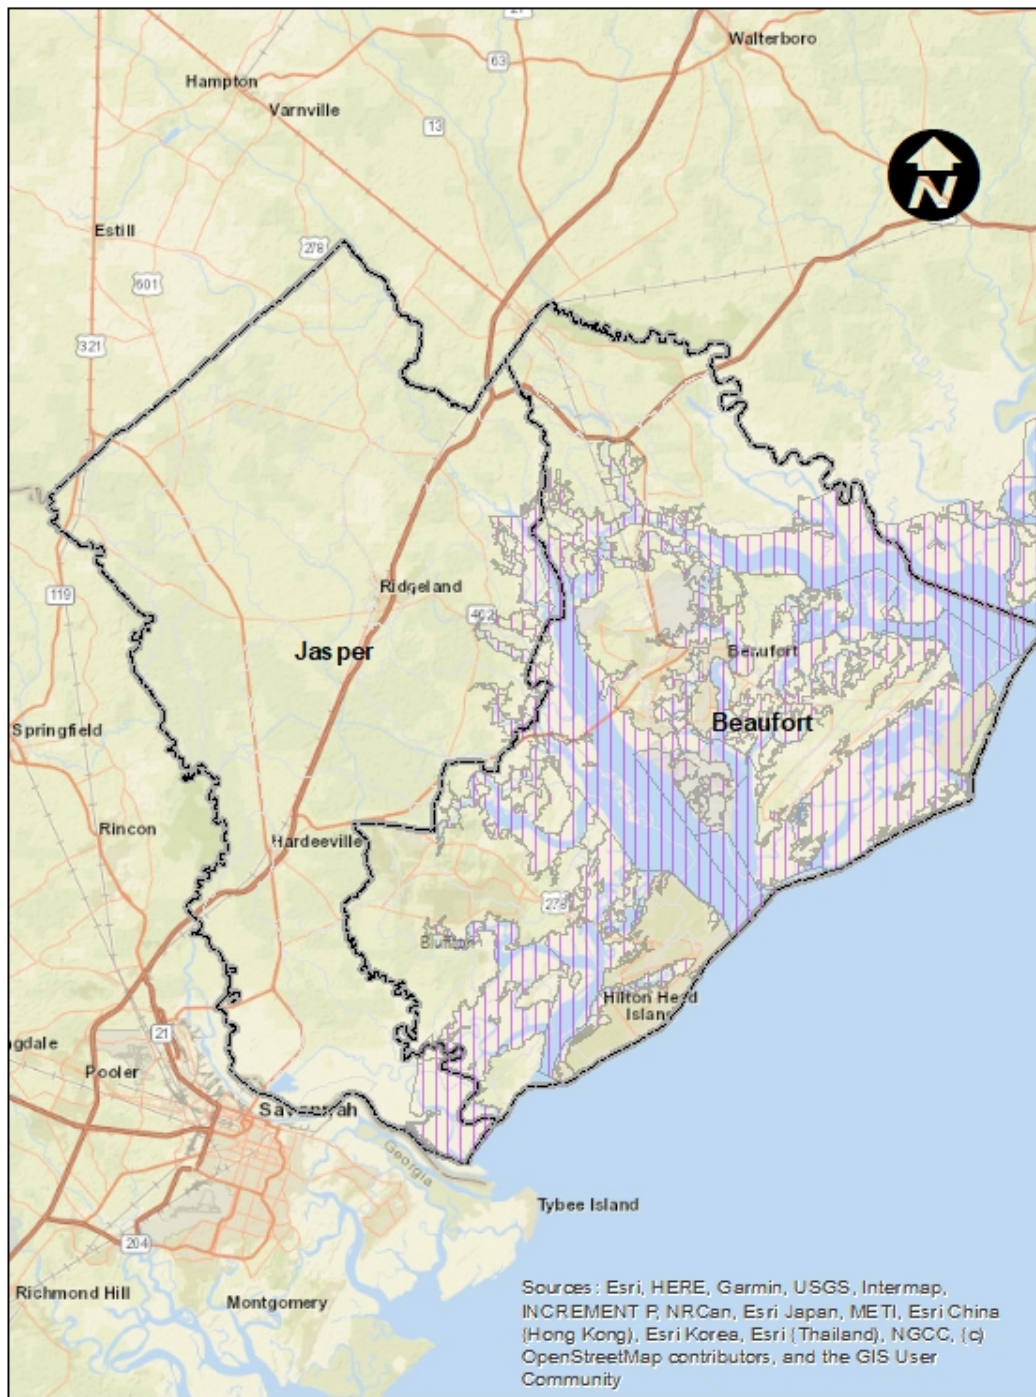 21
Walterboro
63
Hampton
Varnville
13
N
Estill
278
601
321
119
Ridgeland
462
Jasper
Beaufort
Springfield
Beaufort
Rincon
Hardeeville
278
Bluffton
Hilton Head
Island
21
ngdale
Pooler
Savannah
Georgia
Tybee Island
204
Richmond Hill
Montgomery
Sources: Esri, HERE, Garmin, USGS, Intermap,
INCREMENT P, NRCan, Esri Japan, METI, Esri China
(Hong Kong), Esri Korea, Esri (Thailand), NGCC, (c)
OpenStreetMap contributors, and the GIS User
Community